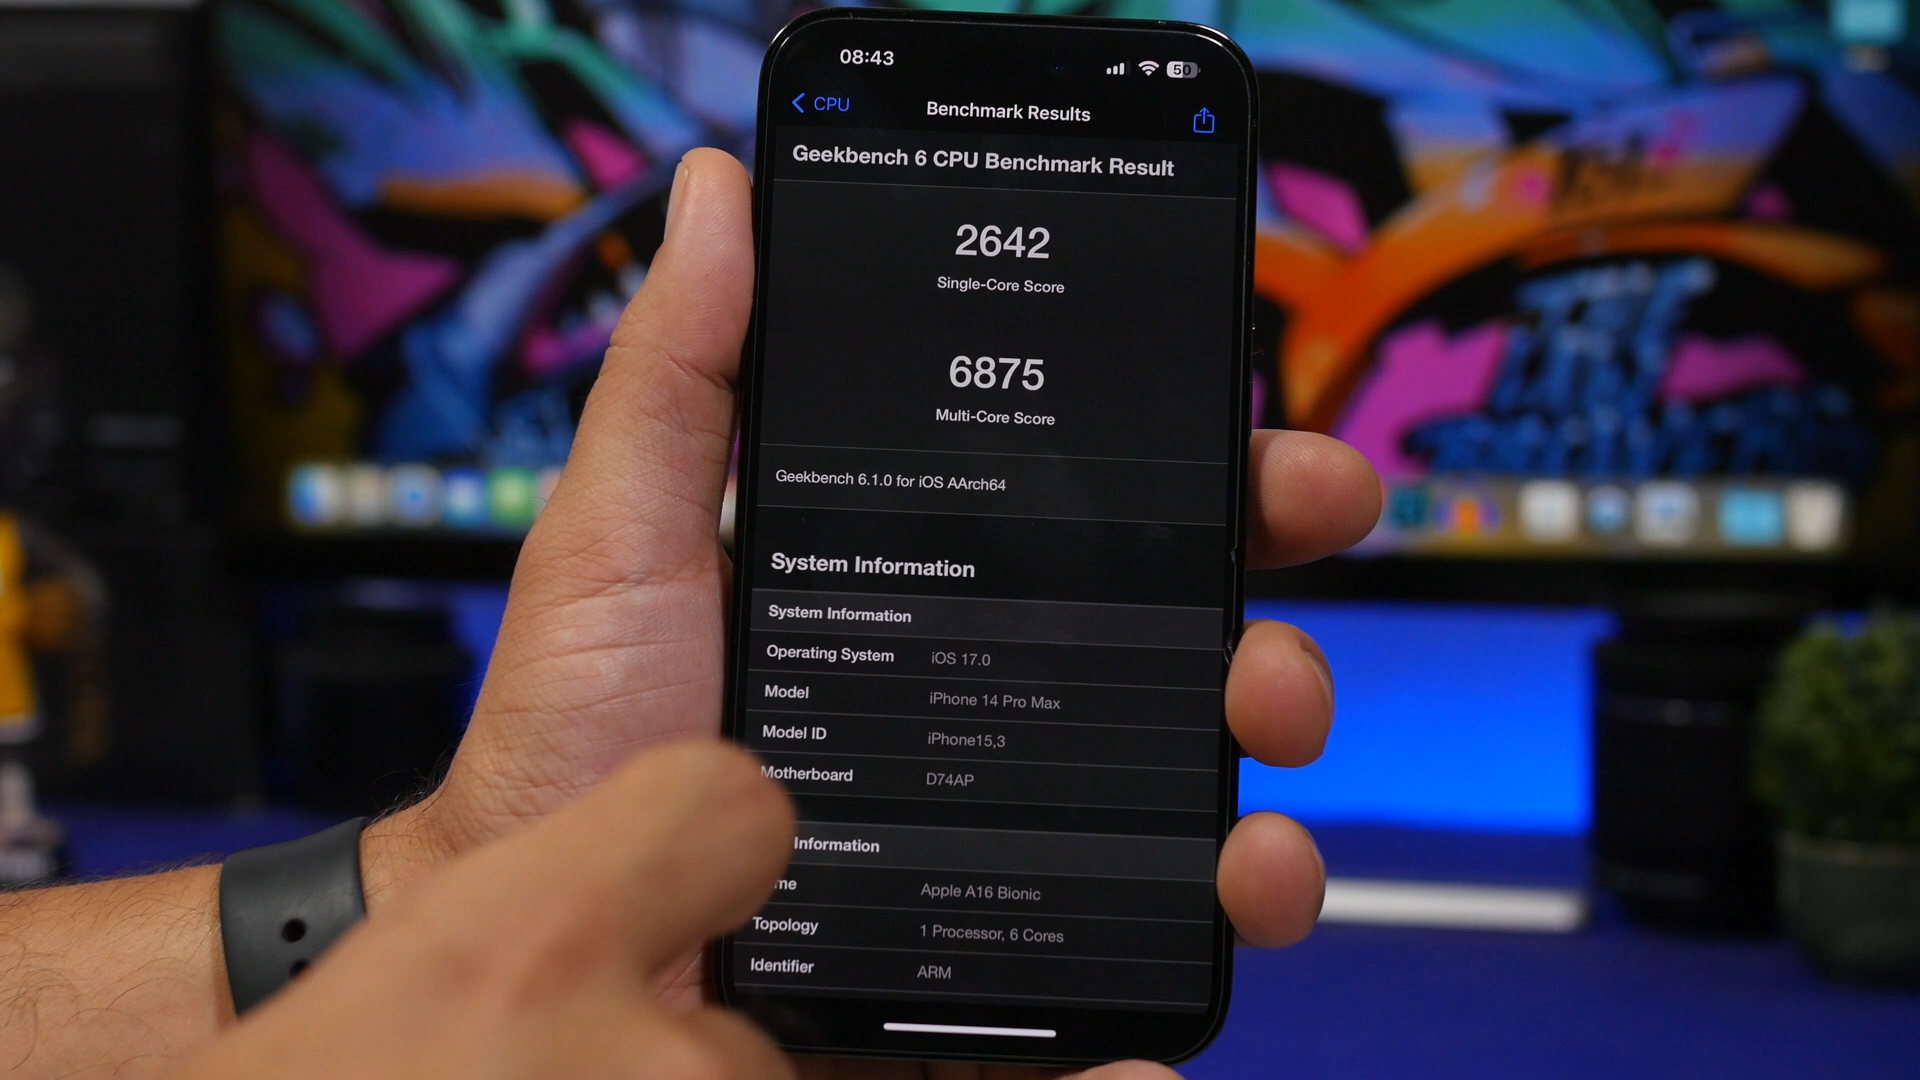 08:43
50
CPU
Benchmark Results
Geekbench 6 CPU Benchmark Result
2642
Single-Core Score
6875
Multi-Core Score
Geekbench 6.1.0 for iOS AArch64
System Information
System Information
Operating System iOS 17.0
Model iPhone 14 Pro Max
Model ID iPhone15,3
Motherboard D74AP
Information
me Apple A16 Bionic
Topology 1 Processor, 6 Cores
Identifier ARM